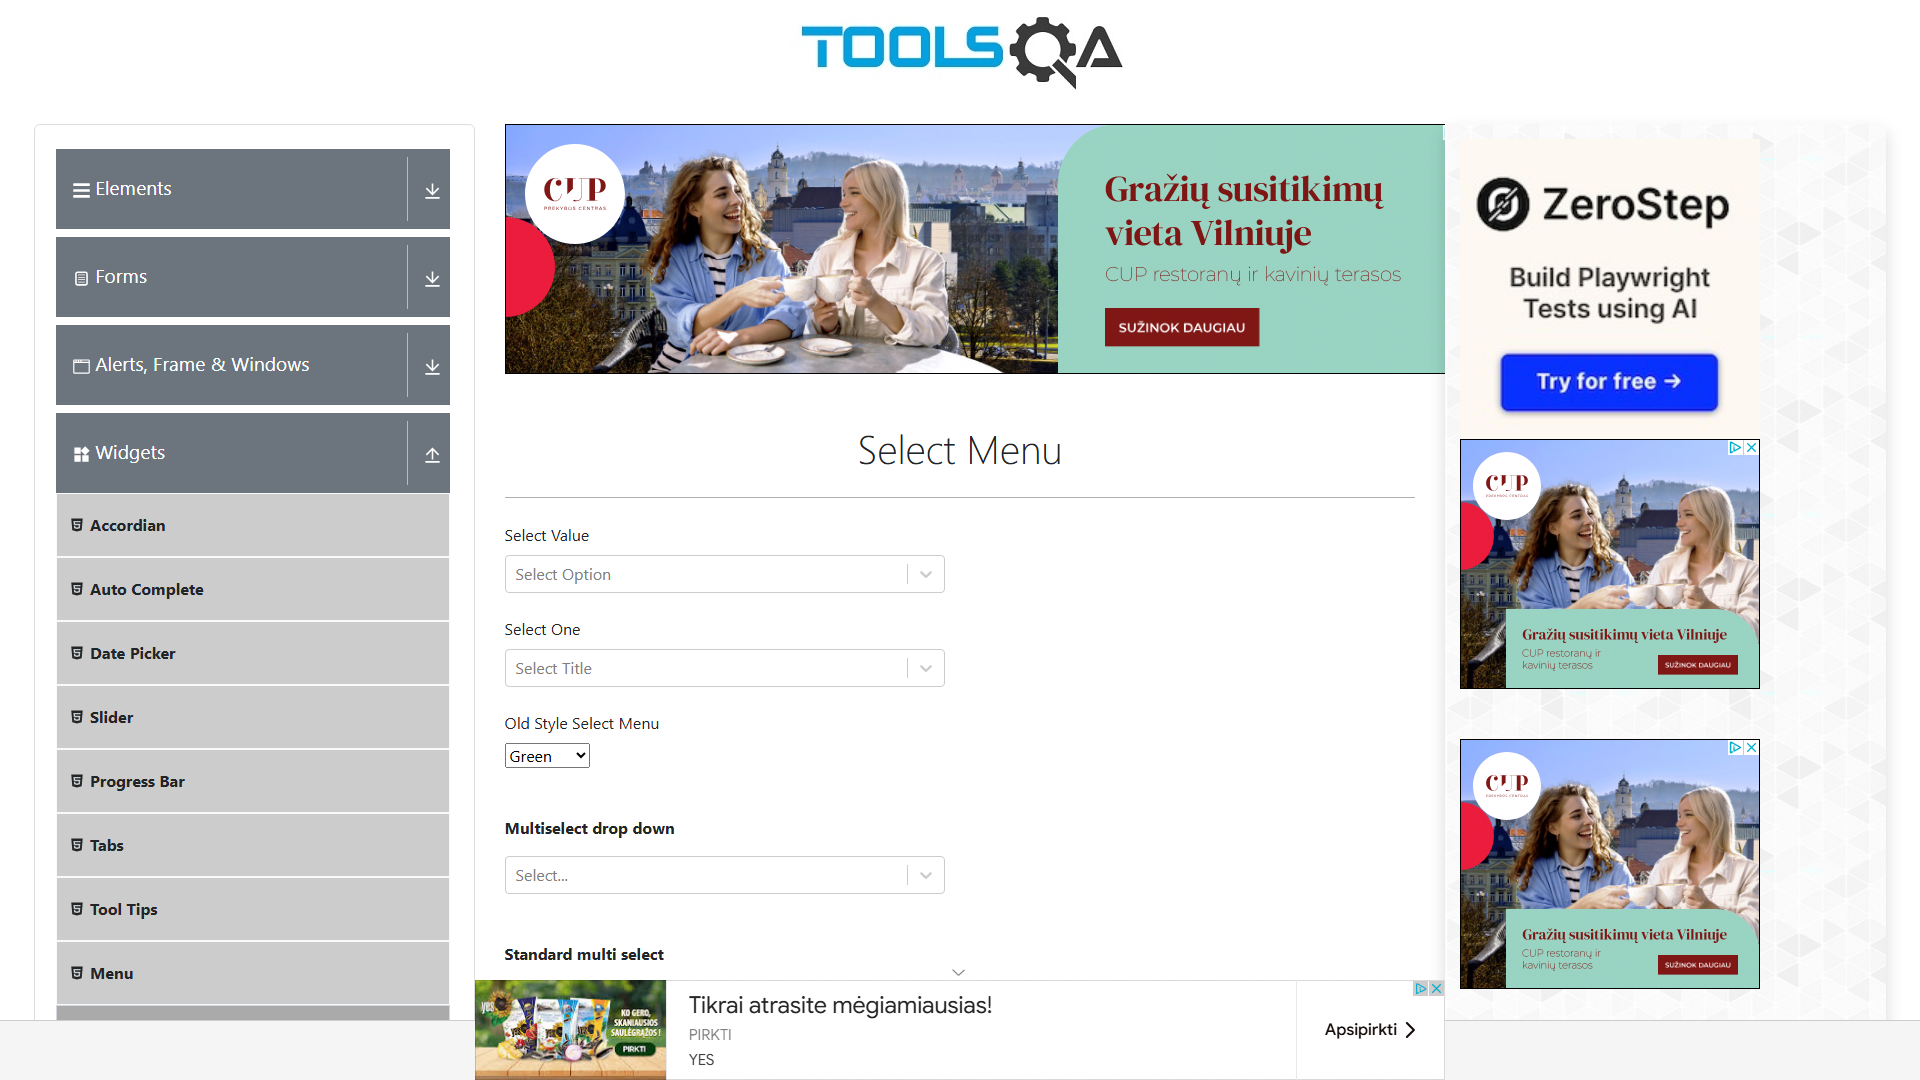 TOOLSQA
Elements
Forms
Alerts, Frame & Windows
Widgets
Accordian
Auto Complete
Date Picker
Slider
Progress Bar
Tabs
Tool Tips
Menu
CUP
PREKYBOS CENTRAS
Gražių susitikimų
vieta Vilniuje
CUP restoranų ir kavinių terasos
SUŽINOK DAUGIAU
Select Menu
Select Value
Select Option
Select One
Select Title
Old Style Select Menu
Green
Multiselect drop down
Select...
Standard multi select
ZeroStep
Build Playwright
Tests using AI
Try for free →
CUP
PREKYBOS CENTRAS
Gražių susitikimų vieta Vilniuje
CUP restoranų ir
kavinių terasos
SUŽINOK DAUGIAU
CUP
PREKYBOS CENTRAS
Gražių susitikimų vieta Vilniuje
CUP restoranų ir
kavinių terasos
SUŽINOK DAUGIAU
yes
KO GERO,
SKANIAUSIOS
SAULĖGRĄŽOS!
PIRKTI
Tikrai atrasite mėgiamiausias!
PIRKTI
YES
Apsipirkti